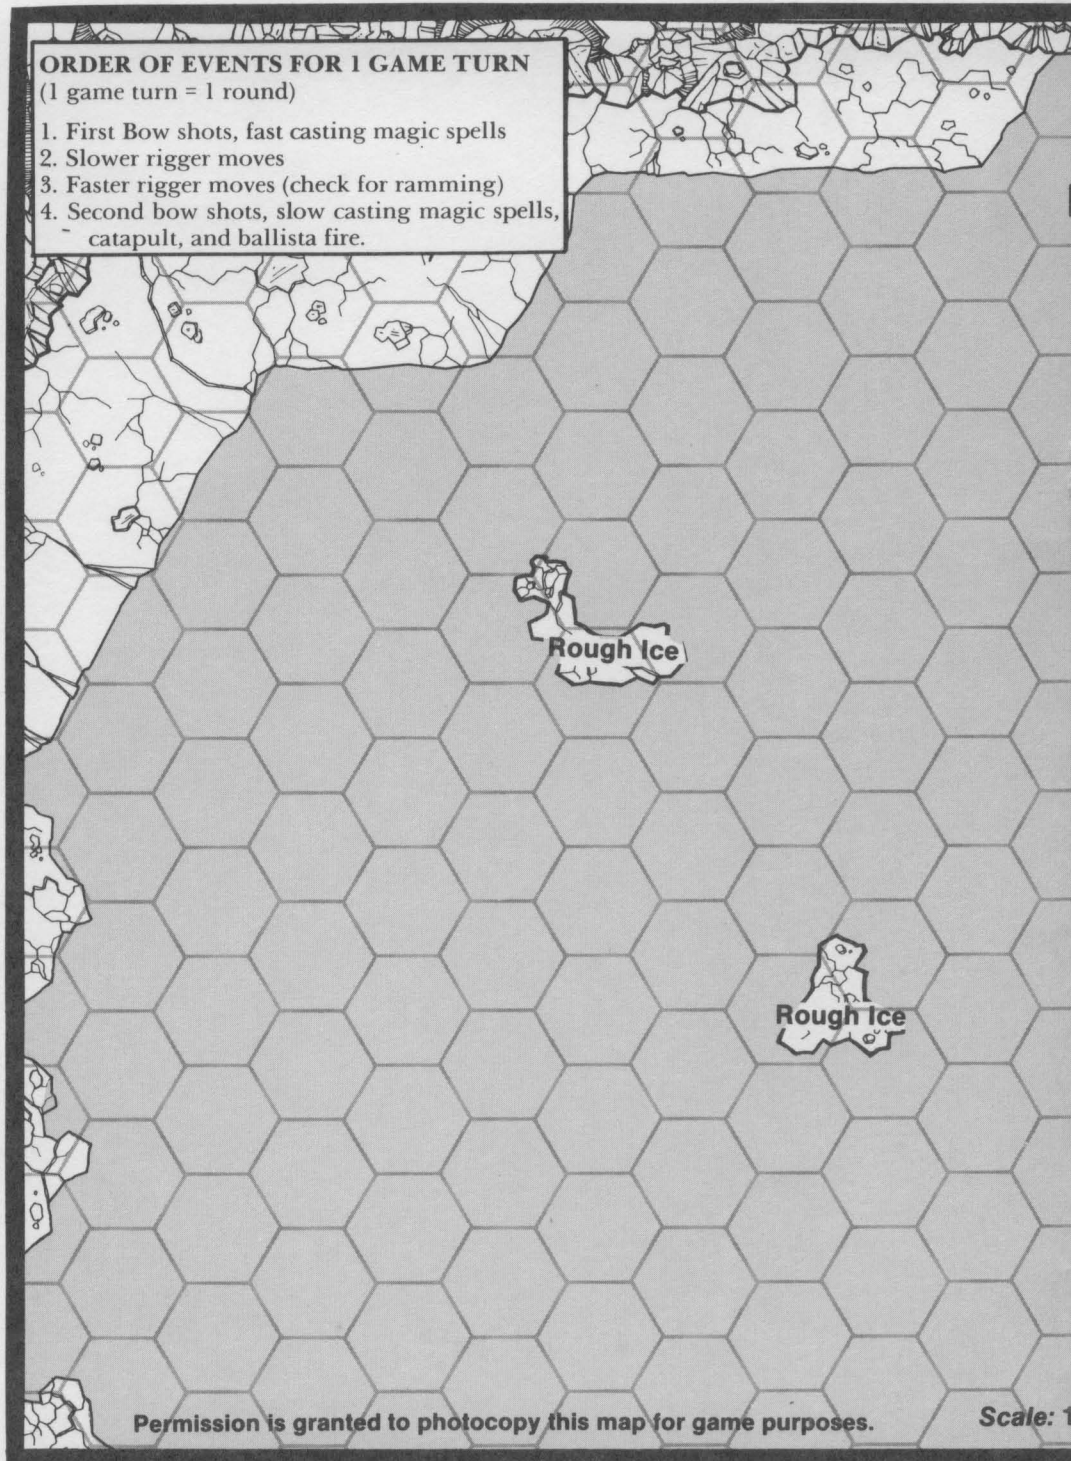 ORDER OF EVENTS FOR 1 GAME TURN
(1 game turn = 1 round)
1. First Bow shots, fast casting magic spells
2. Slower rigger moves
3. Faster rigger moves (check for ramming)
4. Second bow shots, slow casting magic spells,
catapult, and ballista fire.
Rough Ice
Rough Ice
Permission is granted to photocopy this map for game purposes.
Scale: 1